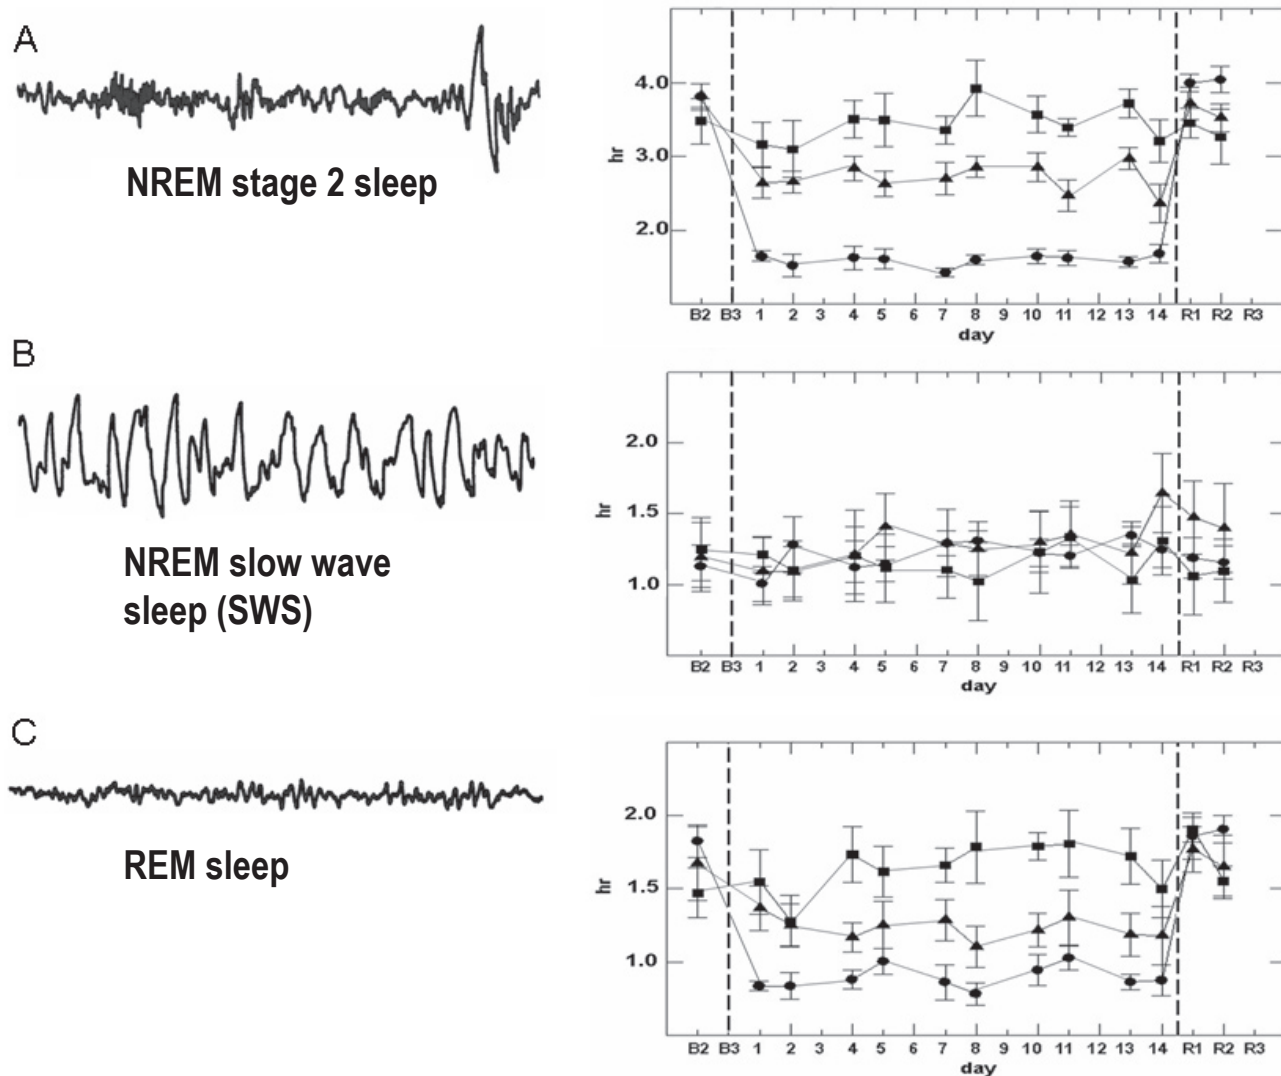 A
NREM stage 2 sleep
4.0
3.0
2.0
hr
B2 B3 1 2 3 4 5 6 7 8 9 10 11 12 13 14 R1 R2 R3
day
B
NREM slow wave
sleep (SWS)
2.0
1.5
1.0
hr
B2 B3 1 2 3 4 5 6 7 8 9 10 11 12 13 14 R1 R2 R3
day
C
REM sleep
2.0
1.5
1.0
hr
B2 B3 1 2 3 4 5 6 7 8 9 10 11 12 13 14 R1 R2 R3
day